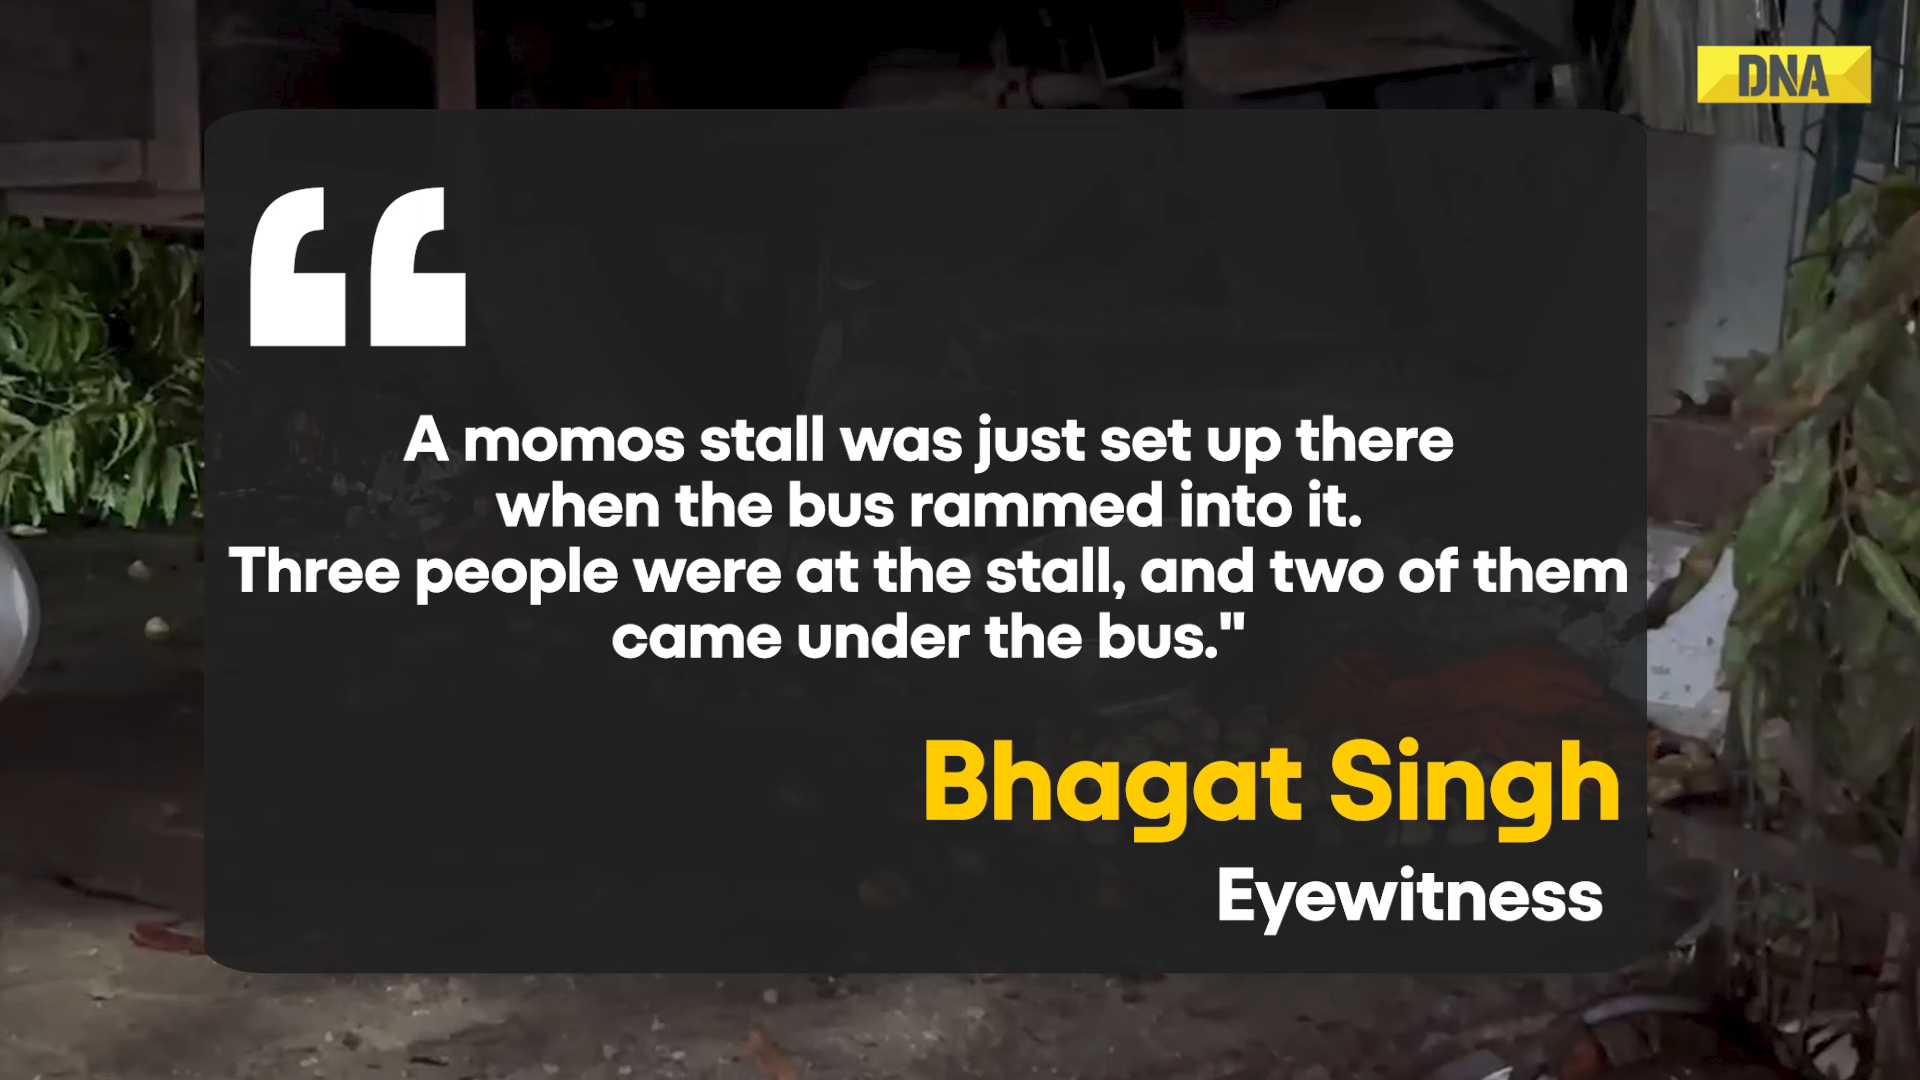 DNA
“
A momos stall was just set up there
when the bus rammed into it.
Three people were at the stall, and two of them
came under the bus."
Bhagat Singh
Eyewitness